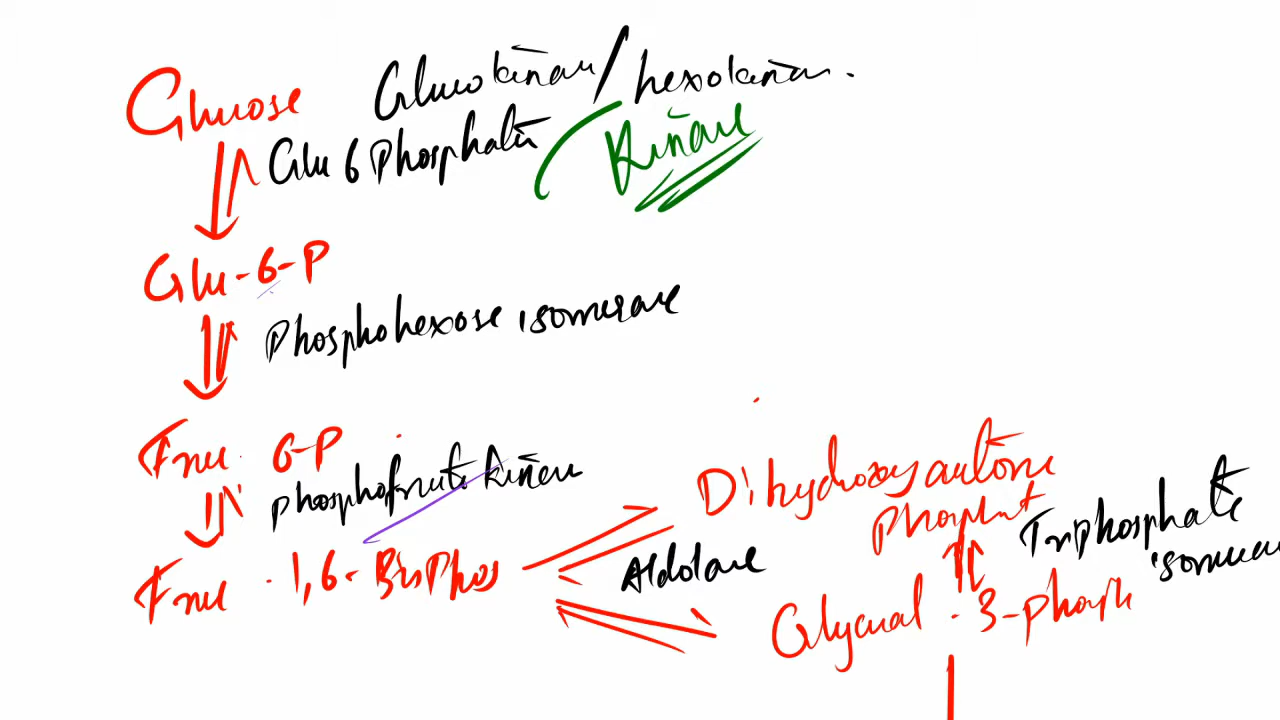 Glucose
Glucokinase/hexokinase.
Glu 6 Phosphate
Kinase
Glu-6-P
Phosphohexose isomerase
Fru 6-P
Phosphofructokinase
Fru 1,6-BisPhos
Dihydroxyacetone
Phosphat
Aldolase
Triphosphate
isomerase
Glyceral-3-phosph